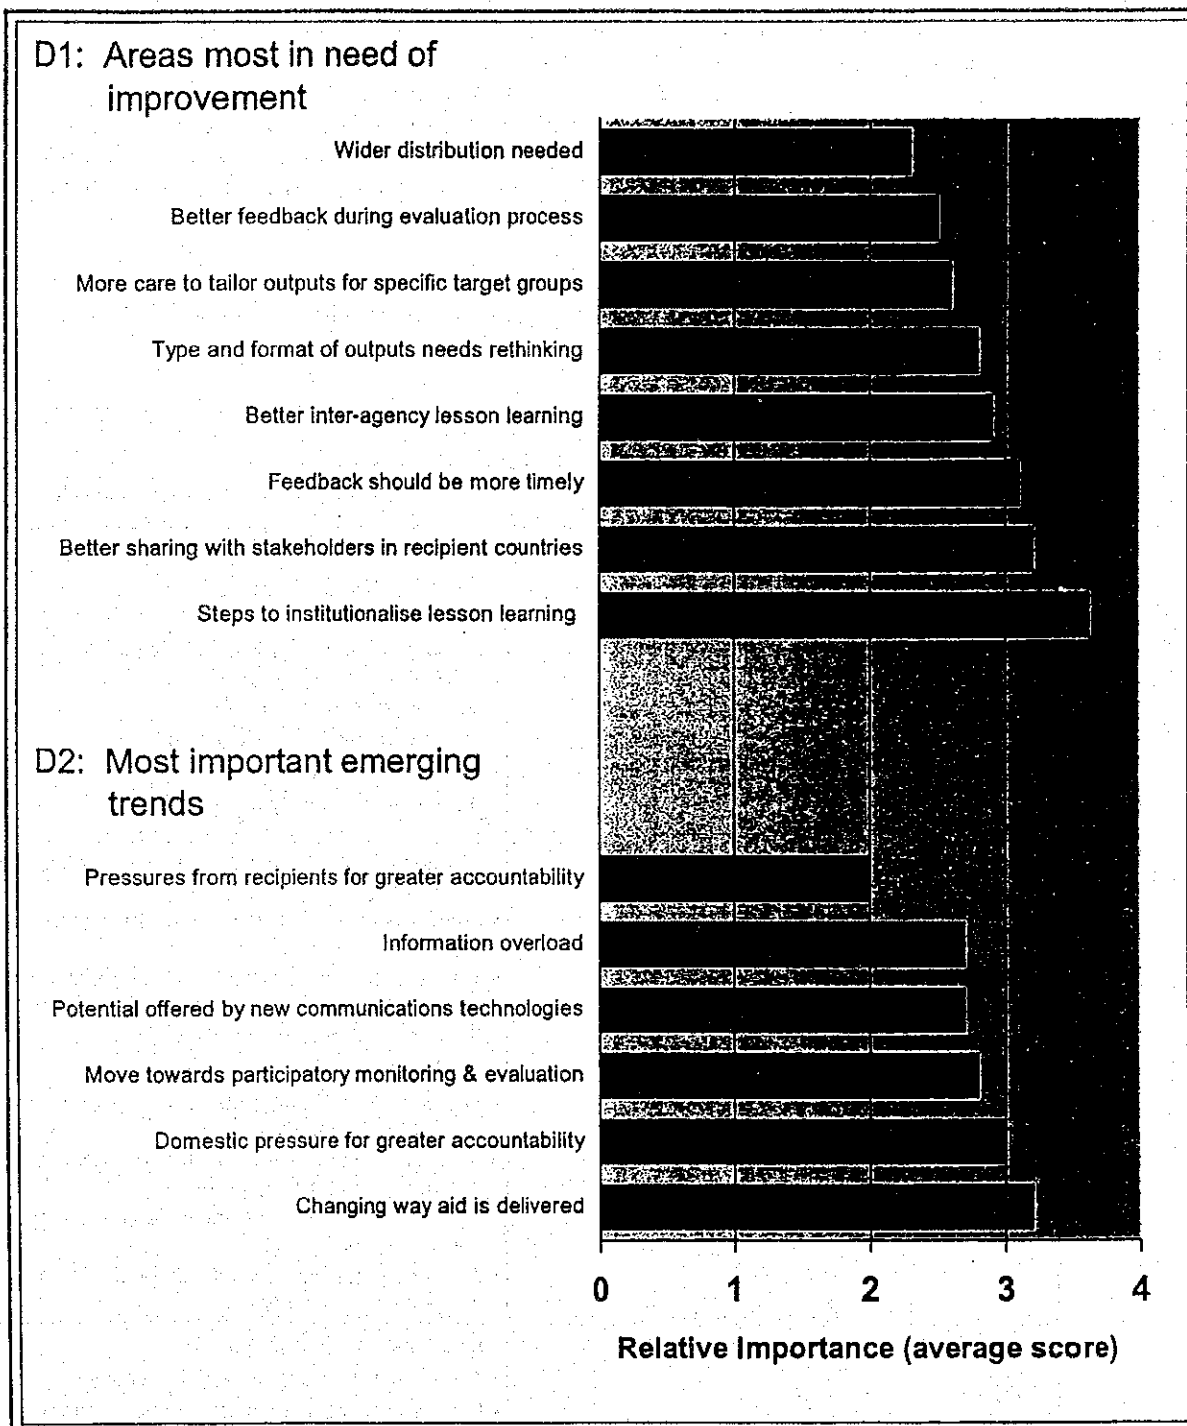 D1: Areas most in need of
improvement
Wider distribution needed
Better feedback during evaluation process
More care to tailor outputs for specific target groups
Type and format of outputs needs rethinking
Better inter-agency lesson learning
Feedback should be more timely
Better sharing with stakeholders in recipient countries
Steps to institutionalise lesson learning
D2: Most important emerging
trends
Pressures from recipients for greater accountability
Information overload
Potential offered by new communications technologies
Move towards participatory monitoring & evaluation
Domestic pressure for greater accountability
Changing way aid is delivered
0 1 2 3 4
Relative Importance (average score)